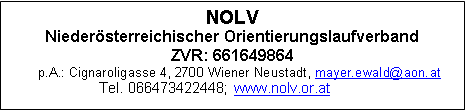 NOLV
Niederösterreichischer Orientierungslaufverband
ZVR: 661649864
p.A.: Cignaroligasse 4, 2700 Wiener Neustadt, mayer.ewald@aon.at
Tel. 066473422448; www.nolv.or.at